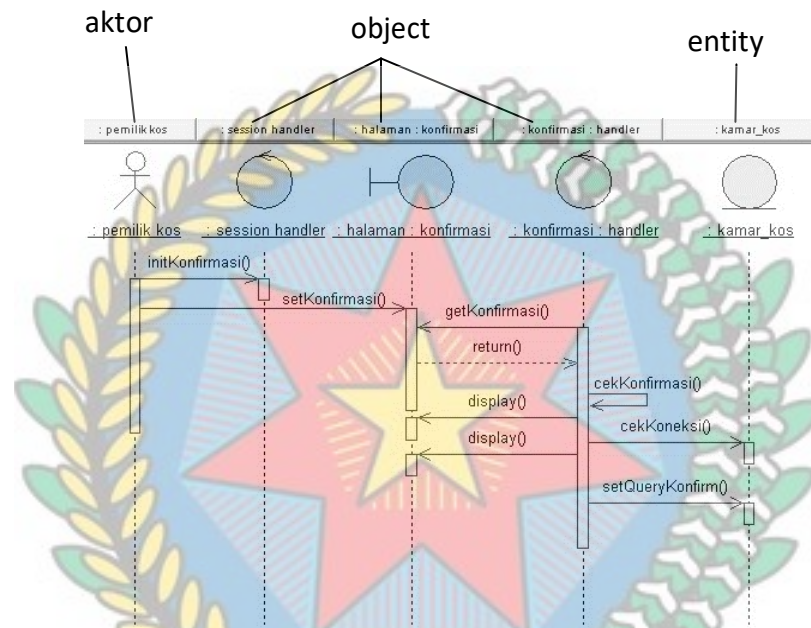 aktor
object
entity
: pemilik kos
: session handler
: halaman : konfirmasi
: konfirmasi : handler
: kamar_kos
: pemilik kos
: session handler
: halaman : konfirmasi
: konfirmasi : handler
: kamar_kos
initKonfirmasi()
setKonfirmasi()
getKonfirmasi()
return()
cekKonfirmasi()
display()
cekKoneksi()
display()
setQueryKonfirm()